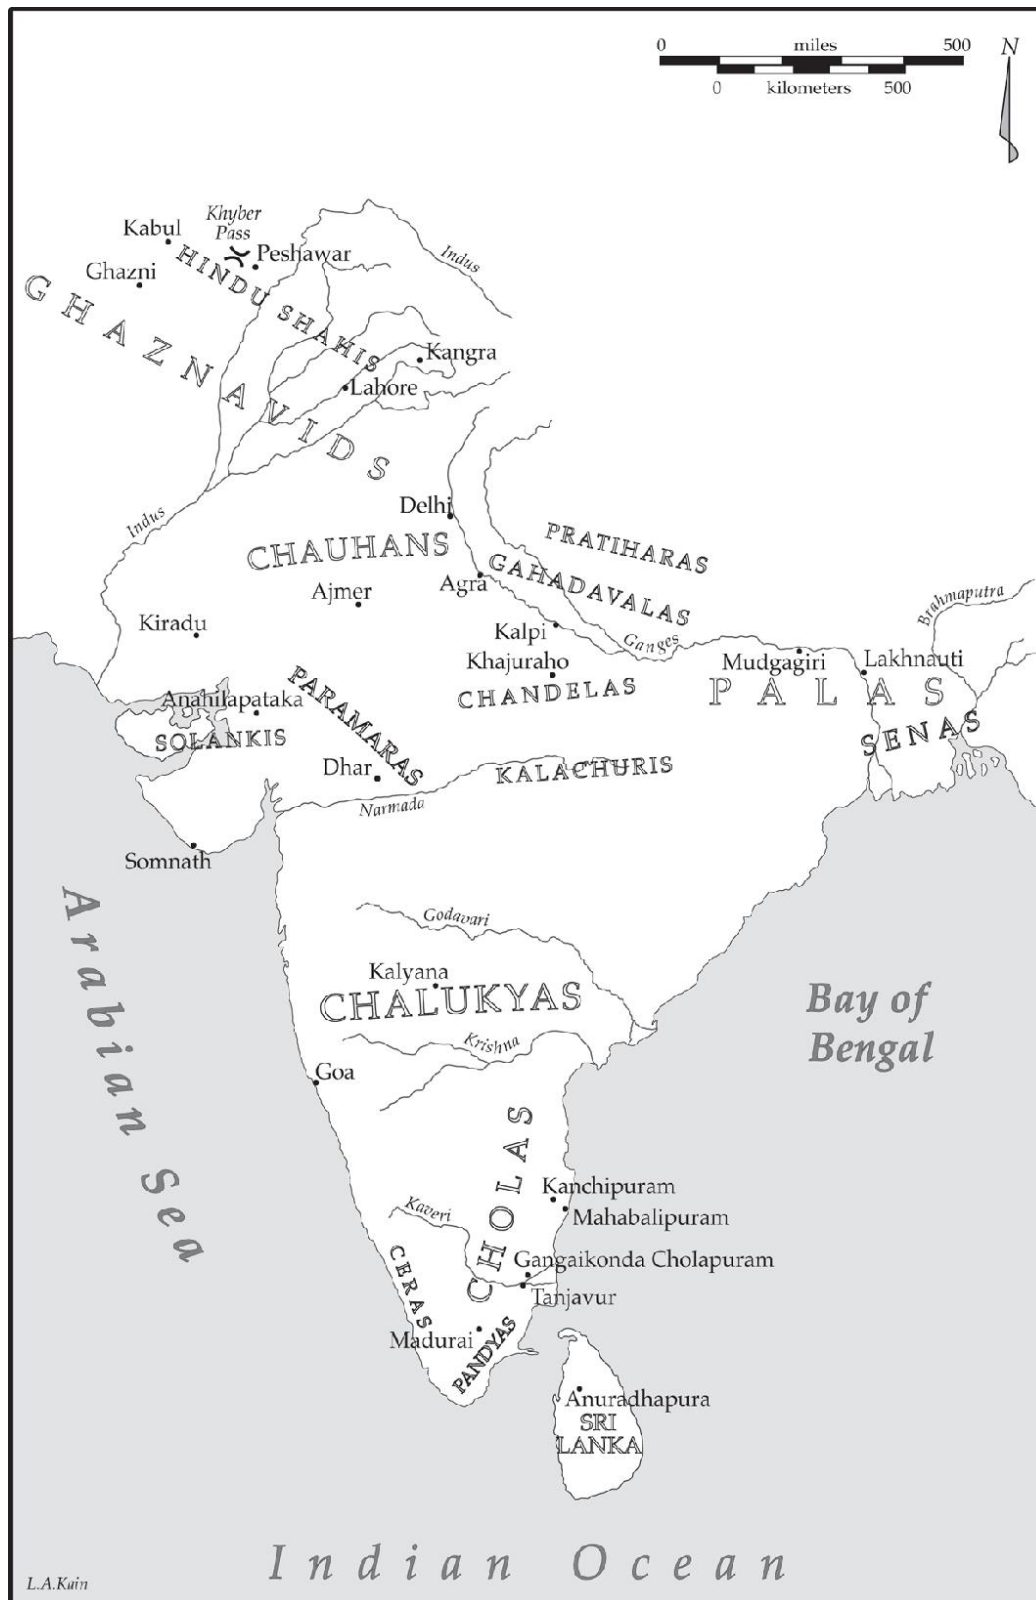 0 miles 500
N
0 kilometers 500
Khyber
Pass
Kabul
Peshawar
Indus
Ghazni
HINDU SHAHIS
GHAZNAVIDS
Kangra
Lahore
Delhi
Indus
CHAUHANS
PRATIHARAS
GAHADAVALAS
Agra
Ajmer
Brahmaputra
Kiradu
Kalpi
Ganges
Khajuraho
Mudgagiri
Lakhnauti
CHANDELAS
PALAS
Anahilapataka
PARAMARAS
SENAS
SOLANKIS
Dhar
KALACHURIS
Narmada
Somnath
Arabian Sea
Godavari
Kalyana
CHALUKYAS
Bay of
Bengal
Krishna
Goa
CHOLAS
Kanchipuram
Mahabalipuram
Kaveri
CERAS
Gangaikonda Cholapuram
Tanjavur
Madurai
PANDYAS
Anuradhapura
SRI
LANKA
Indian Ocean
L.A.Kain